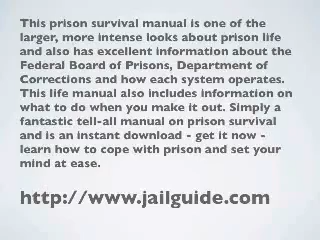 This prison survival manual is one of the
larger, more intense looks about prison life
and also has excellent information about the
Federal Board of Prisons, Department of
Corrections and how each system operates.
This life manual also includes information on
what to do when you make it out. Simply a
fantastic tell-all manual on prison survival
and is an instant download - get it now -
learn how to cope with prison and set your
mind at ease.
http://www.jailguide.com